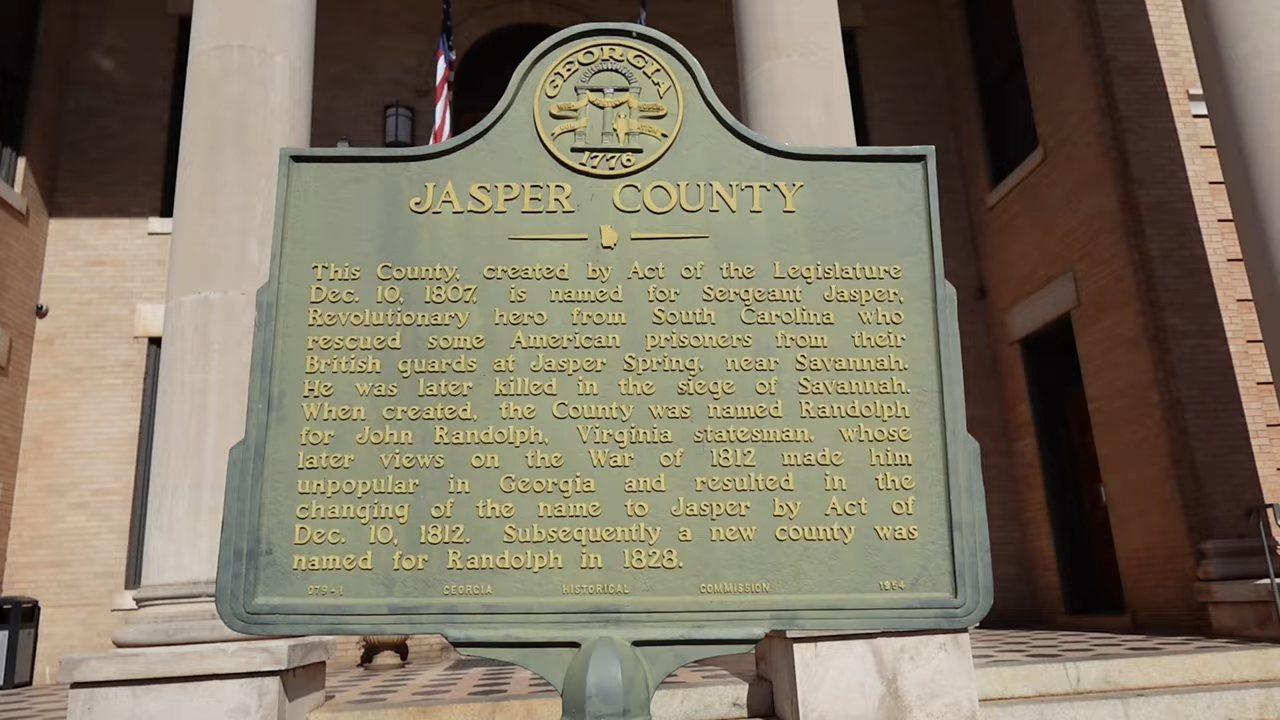 GEORGIA
CONSTITUTION
1776
JASPER COUNTY
This County, created by Act of the Legislature
Dec. 10, 1807, is named for Sergeant Jasper,
Revolutionary hero from South Carolina who
rescued some American prisoners from their
British guards at Jasper Spring, near Savannah.
He was later killed in the siege of Savannah.
When created, the County was named Randolph
for John Randolph, Virginia statesman, whose
later views on the War of 1812 made him
unpopular in Georgia and resulted in the
changing of the name to Jasper by Act of
Dec. 10, 1812. Subsequently a new county was
named for Randolph in 1828.
079-1 GEORGIA HISTORICAL COMMISSION 1954